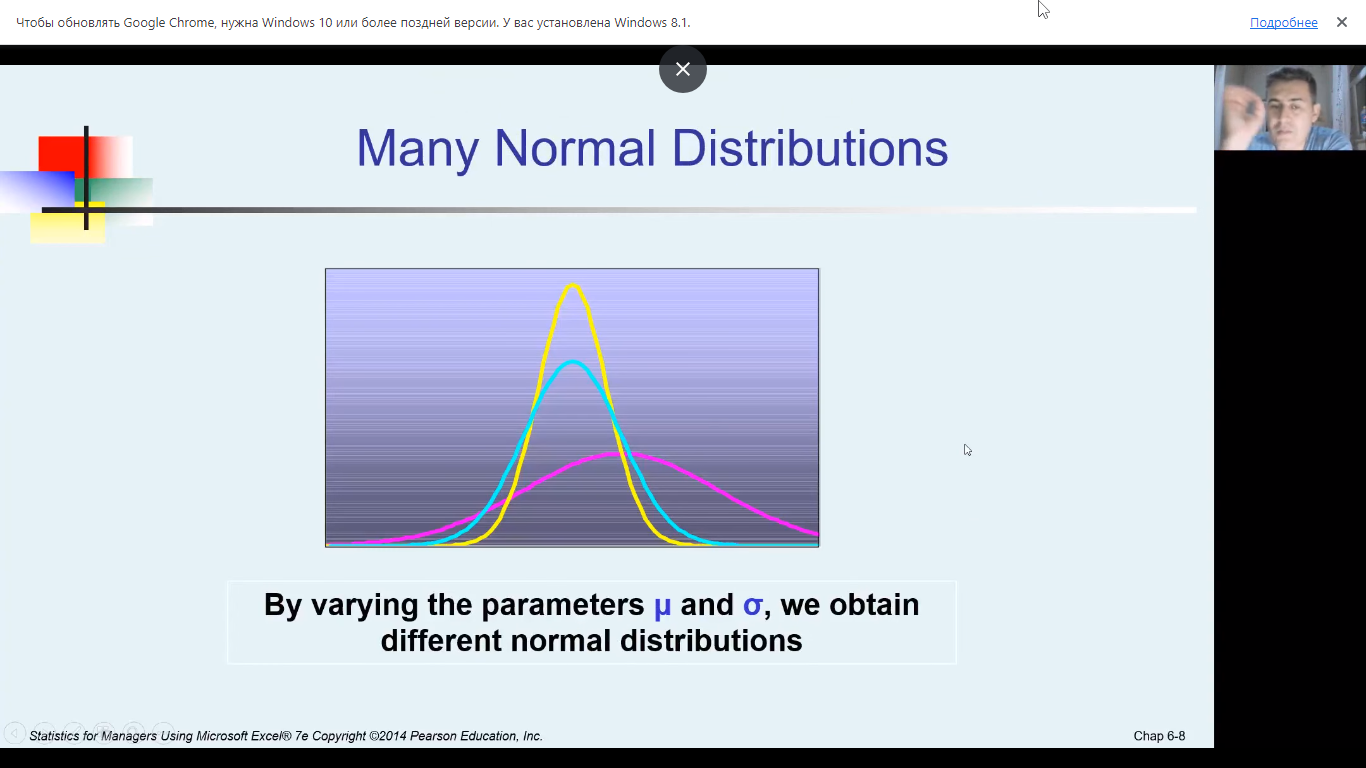 Чтобы обновлять Google Chrome, нужна Windows 10 или более поздней версии. У вас установлена Windows 8.1.
Подробнее
Many Normal Distributions
By varying the parameters μ and σ, we obtain
different normal distributions
Statistics for Managers Using Microsoft Excel® 7e Copyright ©2014 Pearson Education, Inc.
Chap 6-8